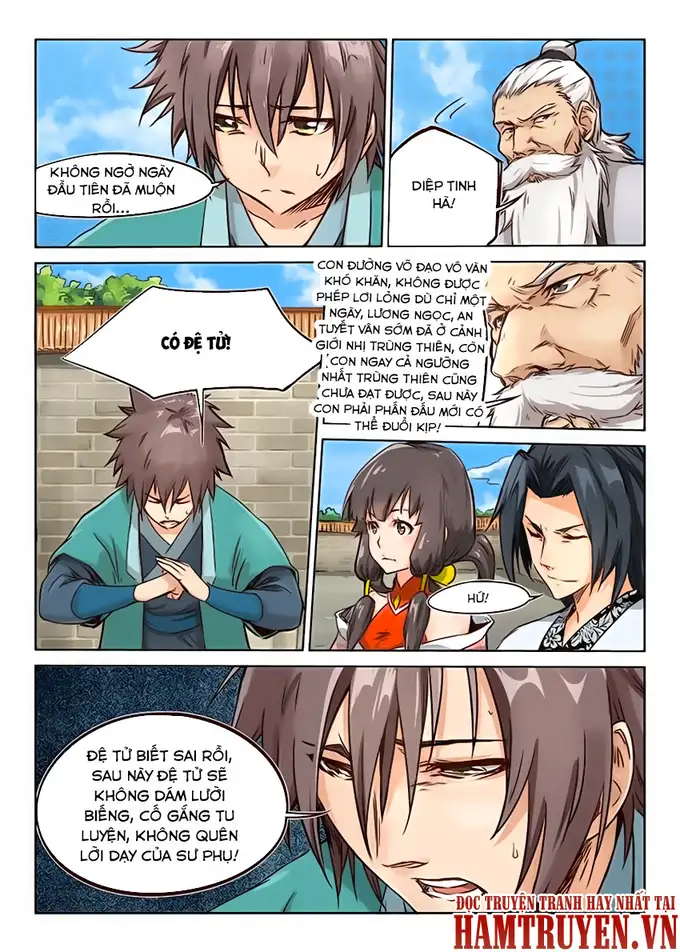 KHÔNG NGỜ NGÀY
ĐẦU TIÊN ĐÃ MUỘN
RỒI...
DIỆP TINH
HÀ!
CÓ ĐỆ TỬ!
CON ĐƯỜNG VÕ ĐẠO VÔ VÀN
KHÓ KHĂN, KHÔNG ĐƯỢC
PHÉP LƠI LỎNG DÙ CHỈ MỘT
NGÀY, LƯƠNG NGỌC, AN
TUYẾT VÂN SỚM ĐÃ Ở CẢNH
GIỚI NHỊ TRÙNG THIÊN, CÒN
CON NGAY CẢ NGƯỠNG
NHẤT TRÙNG THIÊN CŨNG
CHƯA ĐẠT ĐƯỢC, SAU NÀY
CON PHẢI PHẤN ĐẤU MỚI CÓ
THỂ ĐUỔI KỊP!
HỨ!
ĐỆ TỬ BIẾT SAI RỒI,
SAU NÀY ĐỆ TỬ SẼ
KHÔNG DÁM LƯỜI
BIẾNG, CỐ GẮNG TU
LUYỆN, KHÔNG QUÊN
LỜI DẠY CỦA SƯ PHỤ!
ĐỌC TRUYỆN TRANH HAY NHẤT TẠI
HAMTRUYEN.VN